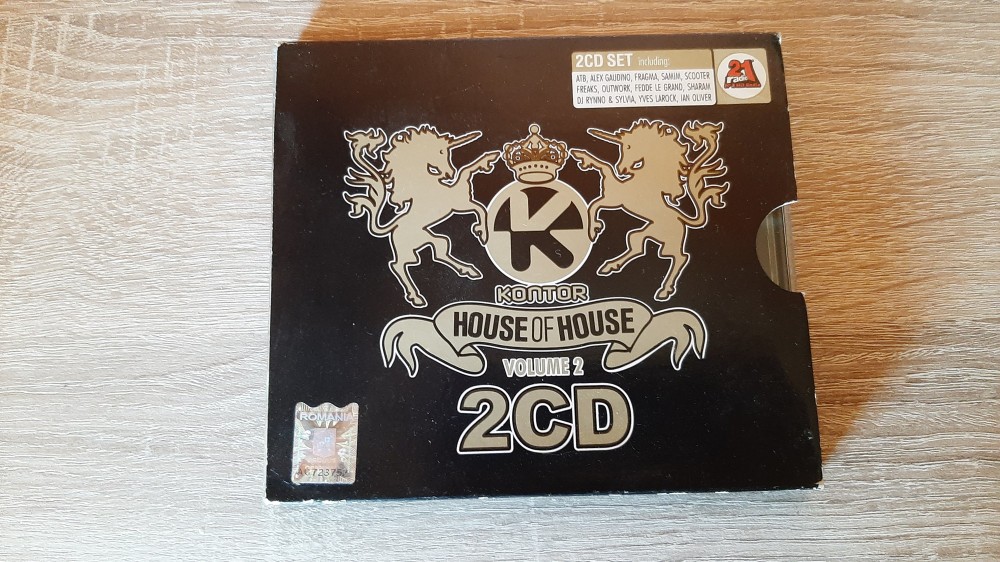 2CD SET including:
ATB, ALEX GAUDINO, FRAGMA, SAMIM, SCOOTER
FREAKS, OUTWORK, FEDDE LE GRAND, SHARAM
DJ RYNNO & SYLVIA, YVES LAROCK, IAN OLIVER
21
K
KONTOR
HOUSE OF HOUSE
VOLUME 2
2CD
ROMANIA